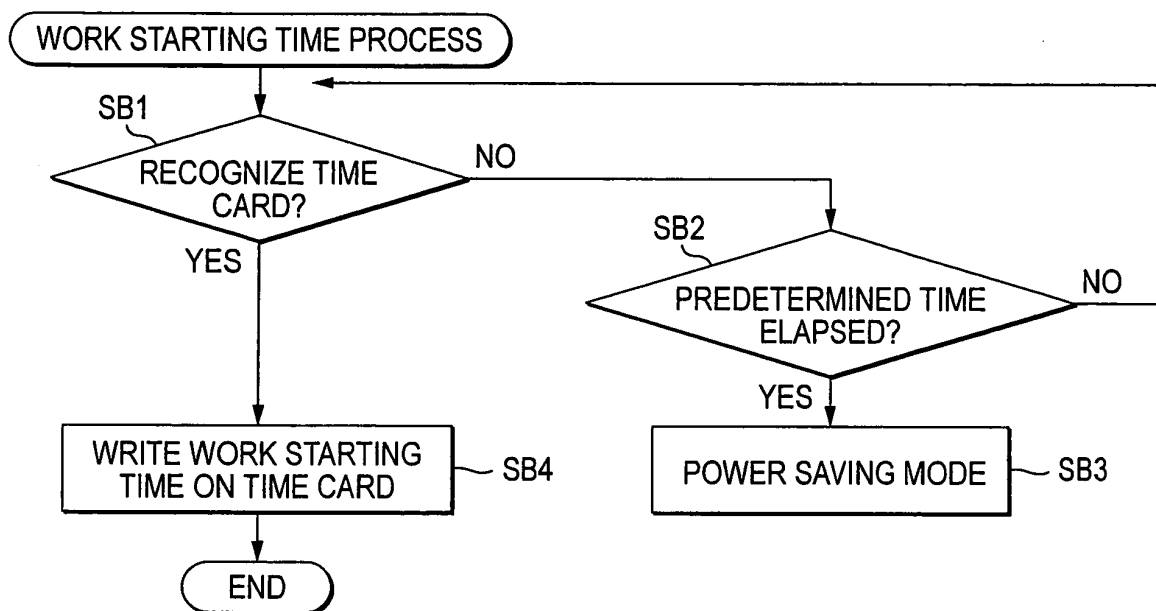 WORK STARTING TIME PROCESS
SB1
RECOGNIZE TIME
CARD?
NO
YES
SB2
PREDETERMINED TIME
ELAPSED?
NO
YES
WRITE WORK STARTING
TIME ON TIME CARD
SB4
POWER SAVING MODE
SB3
END